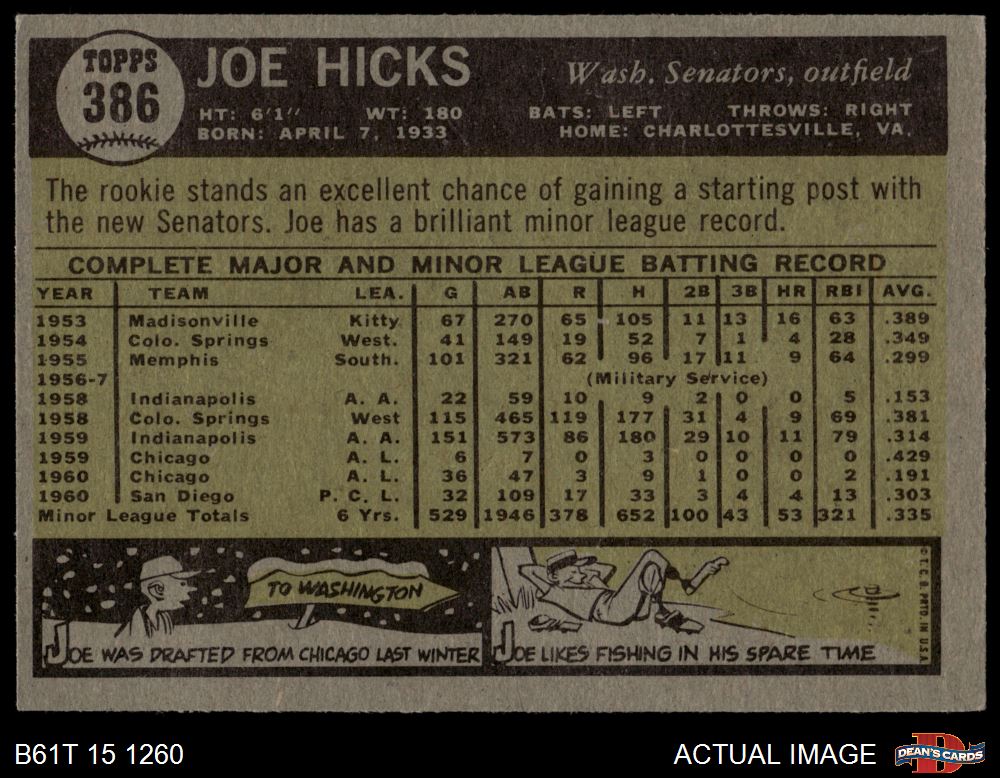 TOPPS
386
JOE HICKS
Wash. Senators, outfield
HT: 6'1" WT: 180 BATS: LEFT THROWS: RIGHT
BORN: APRIL 7, 1933 HOME: CHARLOTTESVILLE, VA.
The rookie stands an excellent chance of gaining a starting post with
the new Senators. Joe has a brilliant minor league record.
COMPLETE MAJOR AND MINOR LEAGUE BATTING RECORD
YEAR TEAM LEA. G AB R H 2B 3B HR RBI AVG.
1953 Madisonville Kitty 67 270 65 105 11 13 16 63 .389
1954 Colo. Springs West. 41 149 19 52 7 1 4 28 .349
1955 Memphis South. 101 321 62 96 17 11 9 64 .299
1956-7 (Military Service)
1958 Indianapolis A. A. 22 59 10 9 2 0 0 5 .153
1958 Colo. Springs West 115 465 119 177 31 4 9 69 .381
1959 Indianapolis A. A. 151 573 86 180 29 10 11 79 .314
1959 Chicago A. L. 6 7 0 3 0 0 0 0 .429
1960 Chicago A. L. 36 47 3 9 1 0 0 2 .191
1960 San Diego P. C. L. 32 109 17 33 3 4 4 13 .303
Minor League Totals 6 Yrs. 529 1946 378 652 100 43 53 321 .335
TO WASHINGTON
JOE WAS DRAFTED FROM CHICAGO LAST WINTER
JOE LIKES FISHING IN HIS SPARE TIME
© T.C.G. PRTD. IN U.S.A.
B61T 15 1260
ACTUAL IMAGE
D
DEAN'S CARDS